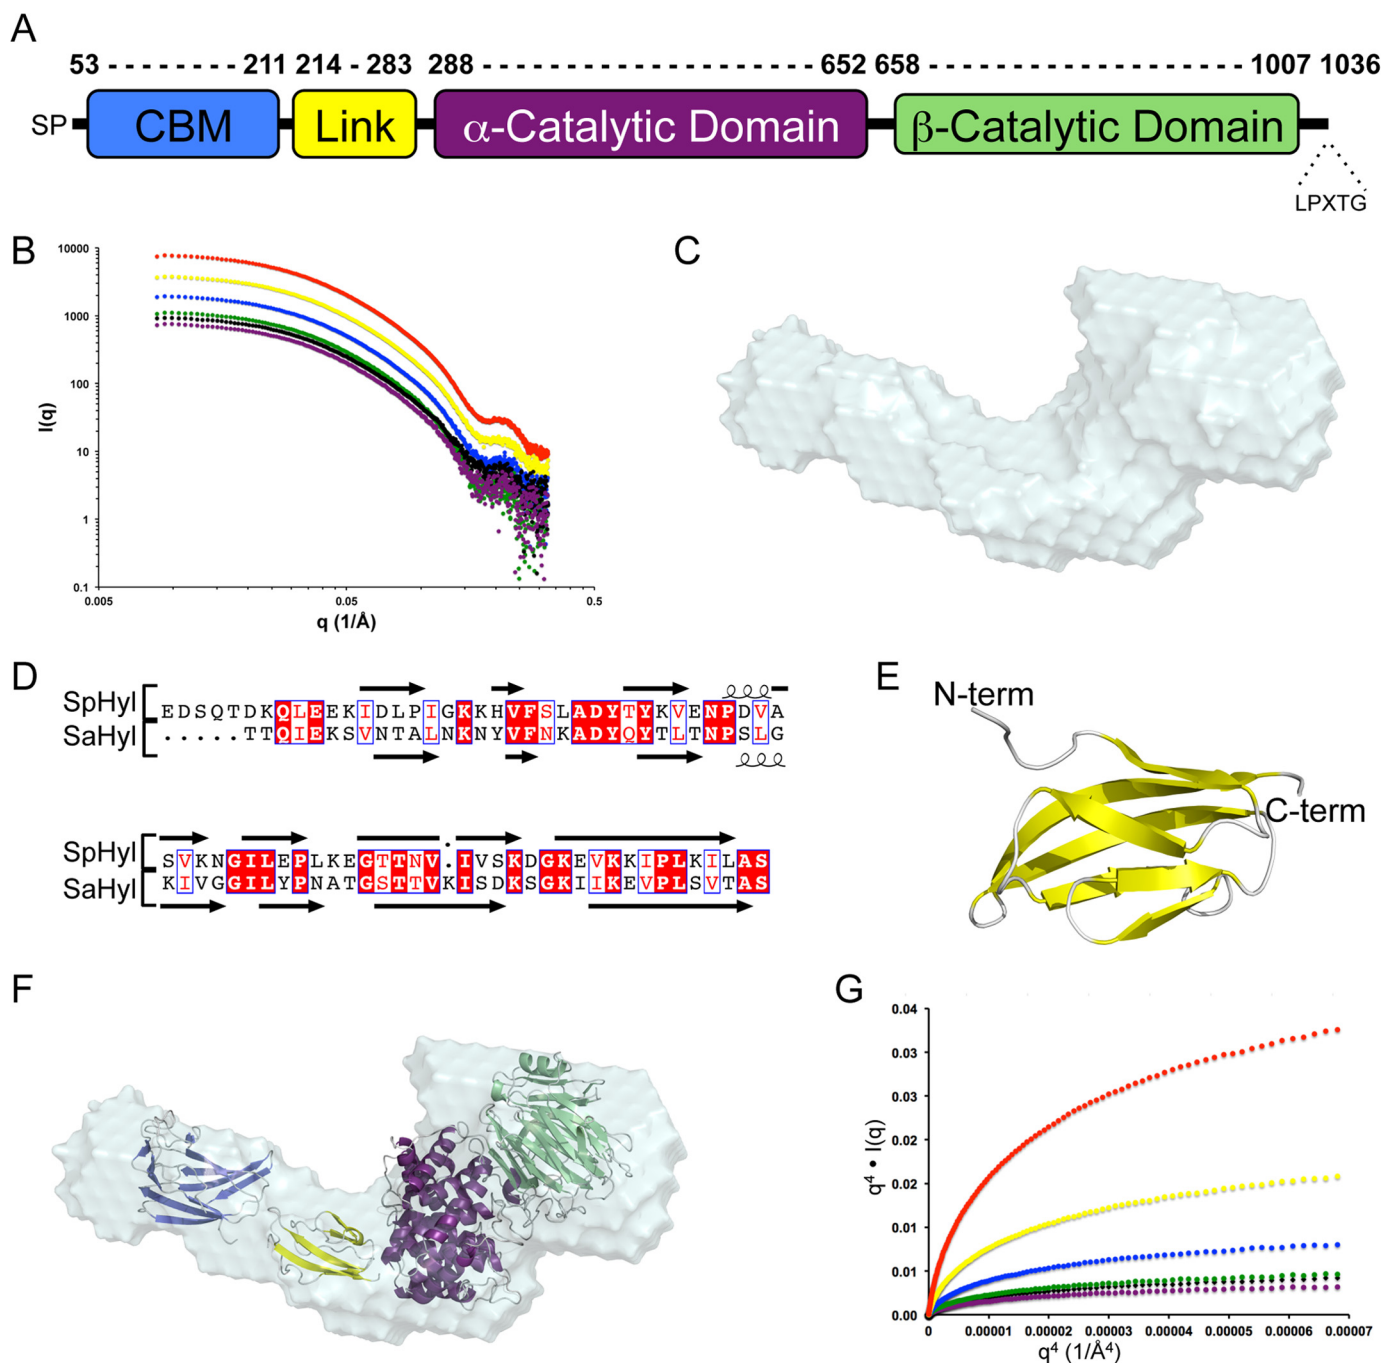 A
53 - - - - - - - - 211 214 - 283 288 - - - - - - - - - - - - - - - - - - 652 658 - - - - - - - - - - - - - - - - - 1007 1036
SP CBM Link α-Catalytic Domain β-Catalytic Domain
LPXTG
B
10000
1000
100
10
1
0.1
I(q)
0.005 0.05 0.5
q (1/Å)
C
D
SpHyl EDSQTDKQLEEKIDLPIGKKHVFSLADYTYKVENPDVA
SaHyl .....TTQIEKSVNTALNKNYVFNKADYQYTLTNPSLG
SpHyl SVKNGILEPLKEGTTNV.IVSKDGKEVKKIPLKILAS
SaHyl KIVGGILYPNATGSTTVKISDKSGKIIKEVPLSVTAS
E
N-term
C-term
F
G
0.04
0.03
0.03
0.02
0.02
0.01
0.01
0.00
q⁴ • I(q)
0 0.00001 0.00002 0.00003 0.00004 0.00005 0.00006 0.00007
q⁴ (1/Å⁴)